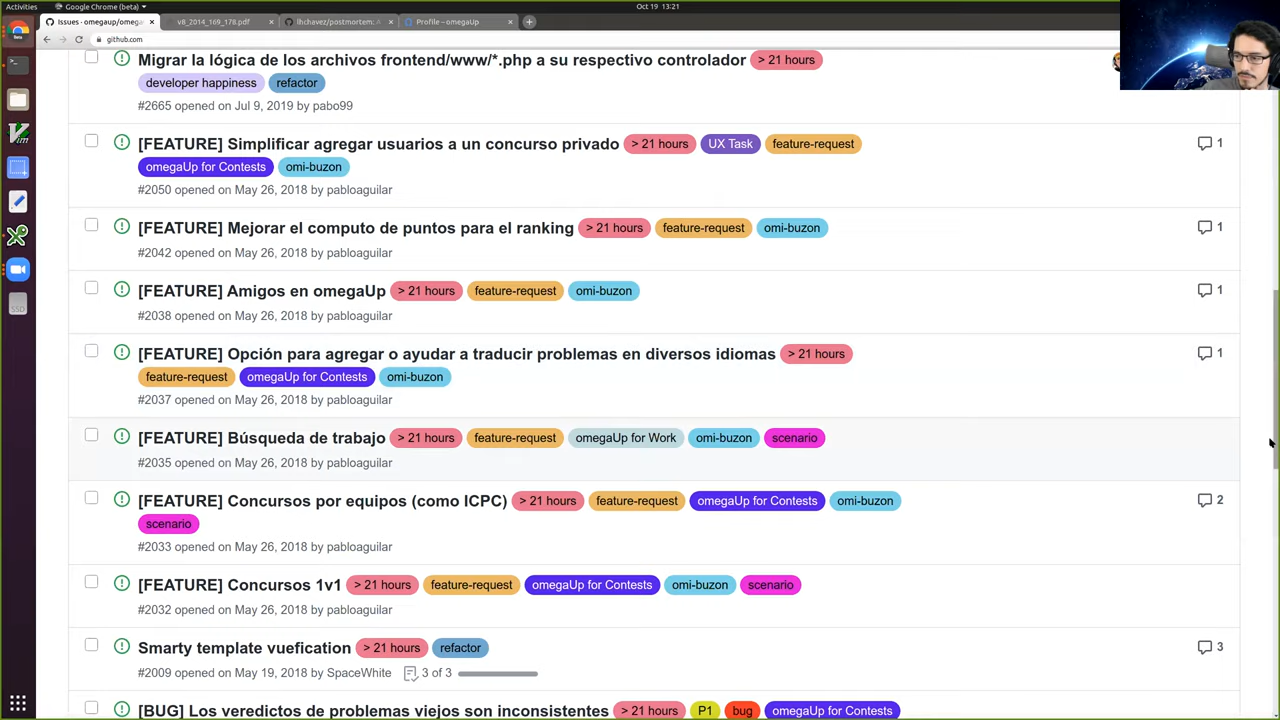 Activities
Google Chrome (beta)
Oct 19 13:21
Issues · omegaup/omega
v8_2014_169_178.pdf
Profile – omegaUp
github.com
Migrar la lógica de los archivos frontend/www/*.php a su respectivo controlador > 21 hours
developer happiness refactor
#2665 opened on Jul 9, 2019 by pabo99
[FEATURE] Simplificar agregar usuarios a un concurso privado > 21 hours UX Task feature-request 1
omegaUp for Contests omi-buzon
#2050 opened on May 26, 2018 by pabloaguilar
[FEATURE] Mejorar el computo de puntos para el ranking > 21 hours feature-request omi-buzon 1
#2042 opened on May 26, 2018 by pabloaguilar
[FEATURE] Amigos en omegaUp > 21 hours feature-request omi-buzon 1
#2038 opened on May 26, 2018 by pabloaguilar
[FEATURE] Opción para agregar o ayudar a traducir problemas en diversos idiomas > 21 hours 1
feature-request omegaUp for Contests omi-buzon
#2037 opened on May 26, 2018 by pabloaguilar
[FEATURE] Búsqueda de trabajo > 21 hours feature-request omegaUp for Work omi-buzon scenario
#2035 opened on May 26, 2018 by pabloaguilar
[FEATURE] Concursos por equipos (como ICPC) > 21 hours feature-request omegaUp for Contests omi-buzon 2
scenario
#2033 opened on May 26, 2018 by pabloaguilar
[FEATURE] Concursos 1v1 > 21 hours feature-request omegaUp for Contests omi-buzon scenario
#2032 opened on May 26, 2018 by pabloaguilar
Smarty template vuefication > 21 hours refactor 3
#2009 opened on May 19, 2018 by SpaceWhite 3 of 3
[BUG] Los veredictos de problemas viejos son inconsistentes > 21 hours P1 bug omegaUp for Contests